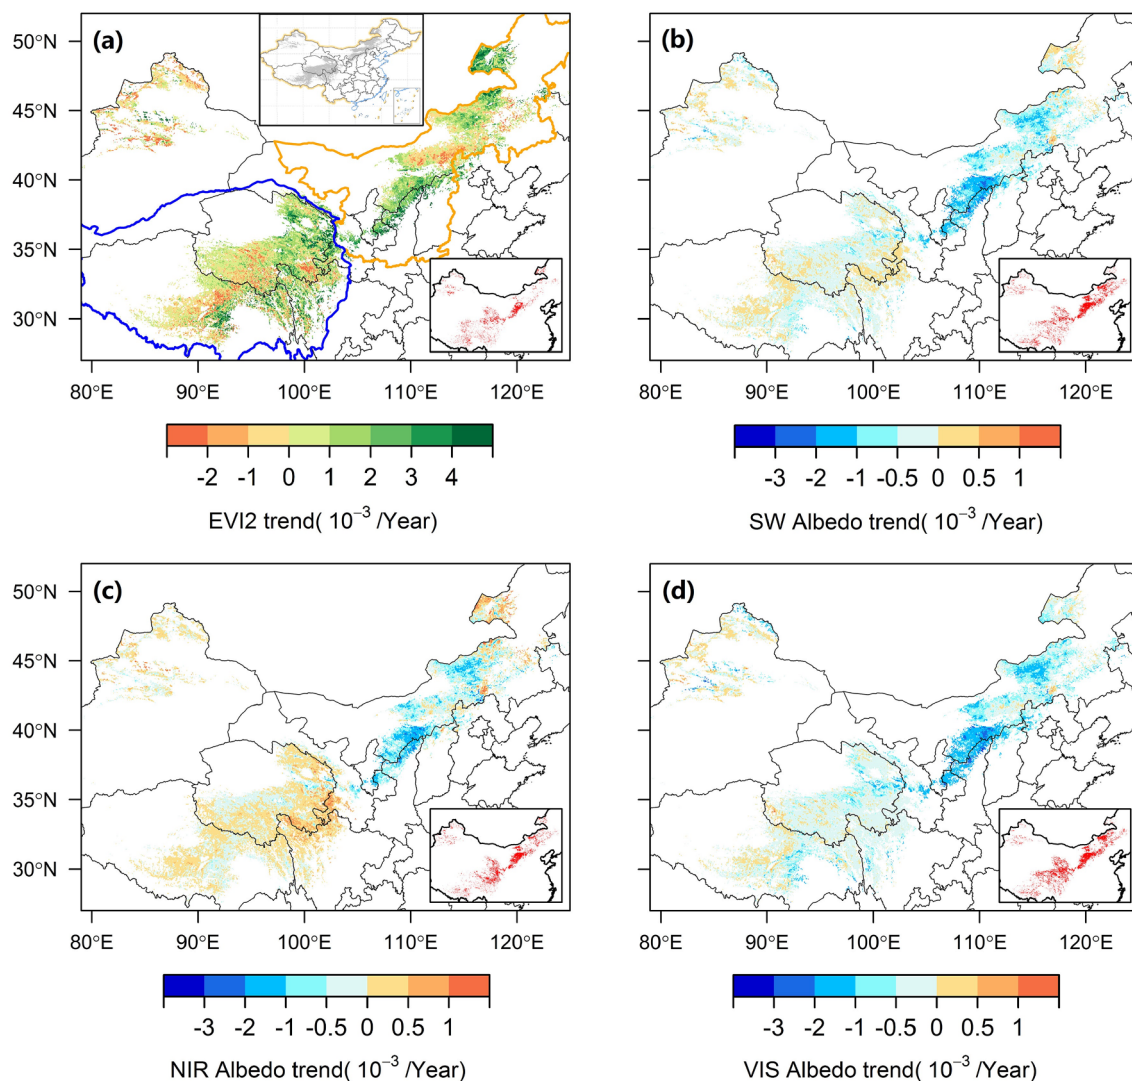 (a)
50°N
45°N
40°N
35°N
30°N
80°E 90°E 100°E 110°E 120°E
-2 -1 0 1 2 3 4
EVI2 trend( 10⁻³ /Year)
(b)
80°E 90°E 100°E 110°E 120°E
-3 -2 -1 -0.5 0 0.5 1
SW Albedo trend( 10⁻³ /Year)
(c)
50°N
45°N
40°N
35°N
30°N
80°E 90°E 100°E 110°E 120°E
-3 -2 -1 -0.5 0 0.5 1
NIR Albedo trend( 10⁻³ /Year)
(d)
80°E 90°E 100°E 110°E 120°E
-3 -2 -1 -0.5 0 0.5 1
VIS Albedo trend( 10⁻³ /Year)